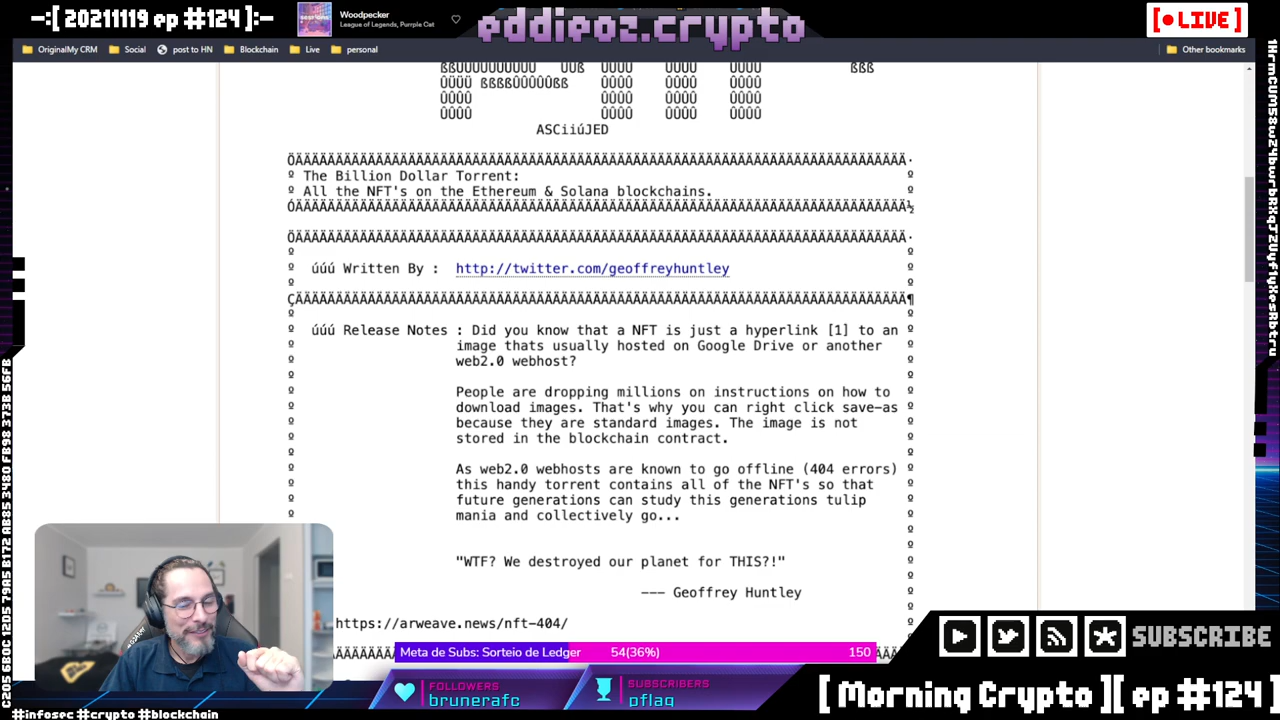 -:[ 20211119 ep #124 ]:-
Woodpecker
League of Legends, Purrple Cat
eddieoz.crypto
[ • LIVE ]
OriginalMy CRM
Social
post to HN
Blockchain
Live
personal
Other bookmarks
ASCiiúJED
º The Billion Dollar Torrent: º
º All the NFT's on the Ethereum & Solana blockchains. º
úúú Written By : http://twitter.com/geoffreyhuntley
úúú Release Notes : Did you know that a NFT is just a hyperlink [1] to an
image thats usually hosted on Google Drive or another
web2.0 webhost?
People are dropping millions on instructions on how to
download images. That's why you can right click save-as
because they are standard images. The image is not
stored in the blockchain contract.
As web2.0 webhosts are known to go offline (404 errors)
this handy torrent contains all of the NFT's so that
future generations can study this generations tulip
mania and collectively go...
"WTF? We destroyed our planet for THIS?!"
--- Geoffrey Huntley
https://arweave.news/nft-404/
Meta de Subs: Sorteio de Ledger 54(36%) 150
FOLLOWERS
brunerafc
SUBSCRIBERS
pflaq
SUBSCRIBE
[ Morning Crypto ][ ep #124 ]
#infosec #crypto #blockchain